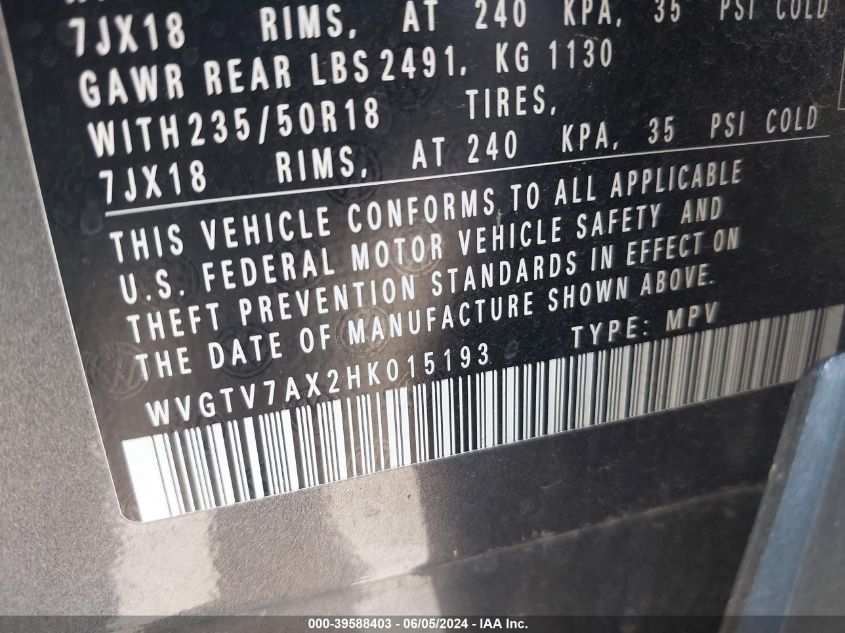 7JX18 RIMS, AT 240 KPA, 35 PSI COLD
GAWR REAR LBS 2491, KG 1130
WITH 235/50R18 TIRES,
7JX18 RIMS, AT 240 KPA, 35 PSI COLD
THIS VEHICLE CONFORMS TO ALL APPLICABLE
U.S. FEDERAL MOTOR VEHICLE SAFETY AND
THEFT PREVENTION STANDARDS IN EFFECT ON
THE DATE OF MANUFACTURE SHOWN ABOVE.
WVGTV7AX2HK015193 TYPE: MPV
000-39588403 - 06/05/2024 - IAA Inc.